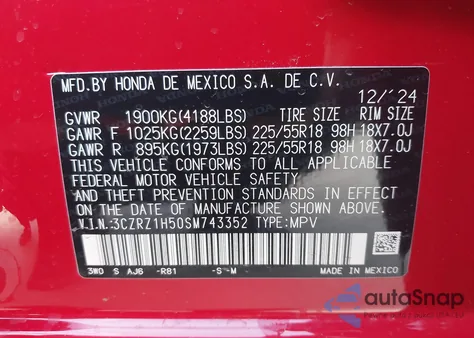 MFD.BY HONDA DE MEXICO S.A. DE C.V.
12/'24
GVWR 1900KG(4188LBS) TIRE SIZE RIM SIZE
GAWR F 1025KG(2259LBS) 225/55R18 98H 18X7.0J
GAWR R 895KG(1973LBS) 225/55R18 98H 18X7.0J
THIS VEHICLE CONFORMS TO ALL APPLICABLE
FEDERAL MOTOR VEHICLE SAFETY
AND THEFT PREVENTION STANDARDS IN EFFECT ON
THE DATE OF MANUFACTURE SHOWN ABOVE.
V.I.N:3CZRZ1H50SM743352 TYPE:MPV
3W0 S AJ6 -R81 -S-M MADE IN MEXICO
autoSnap